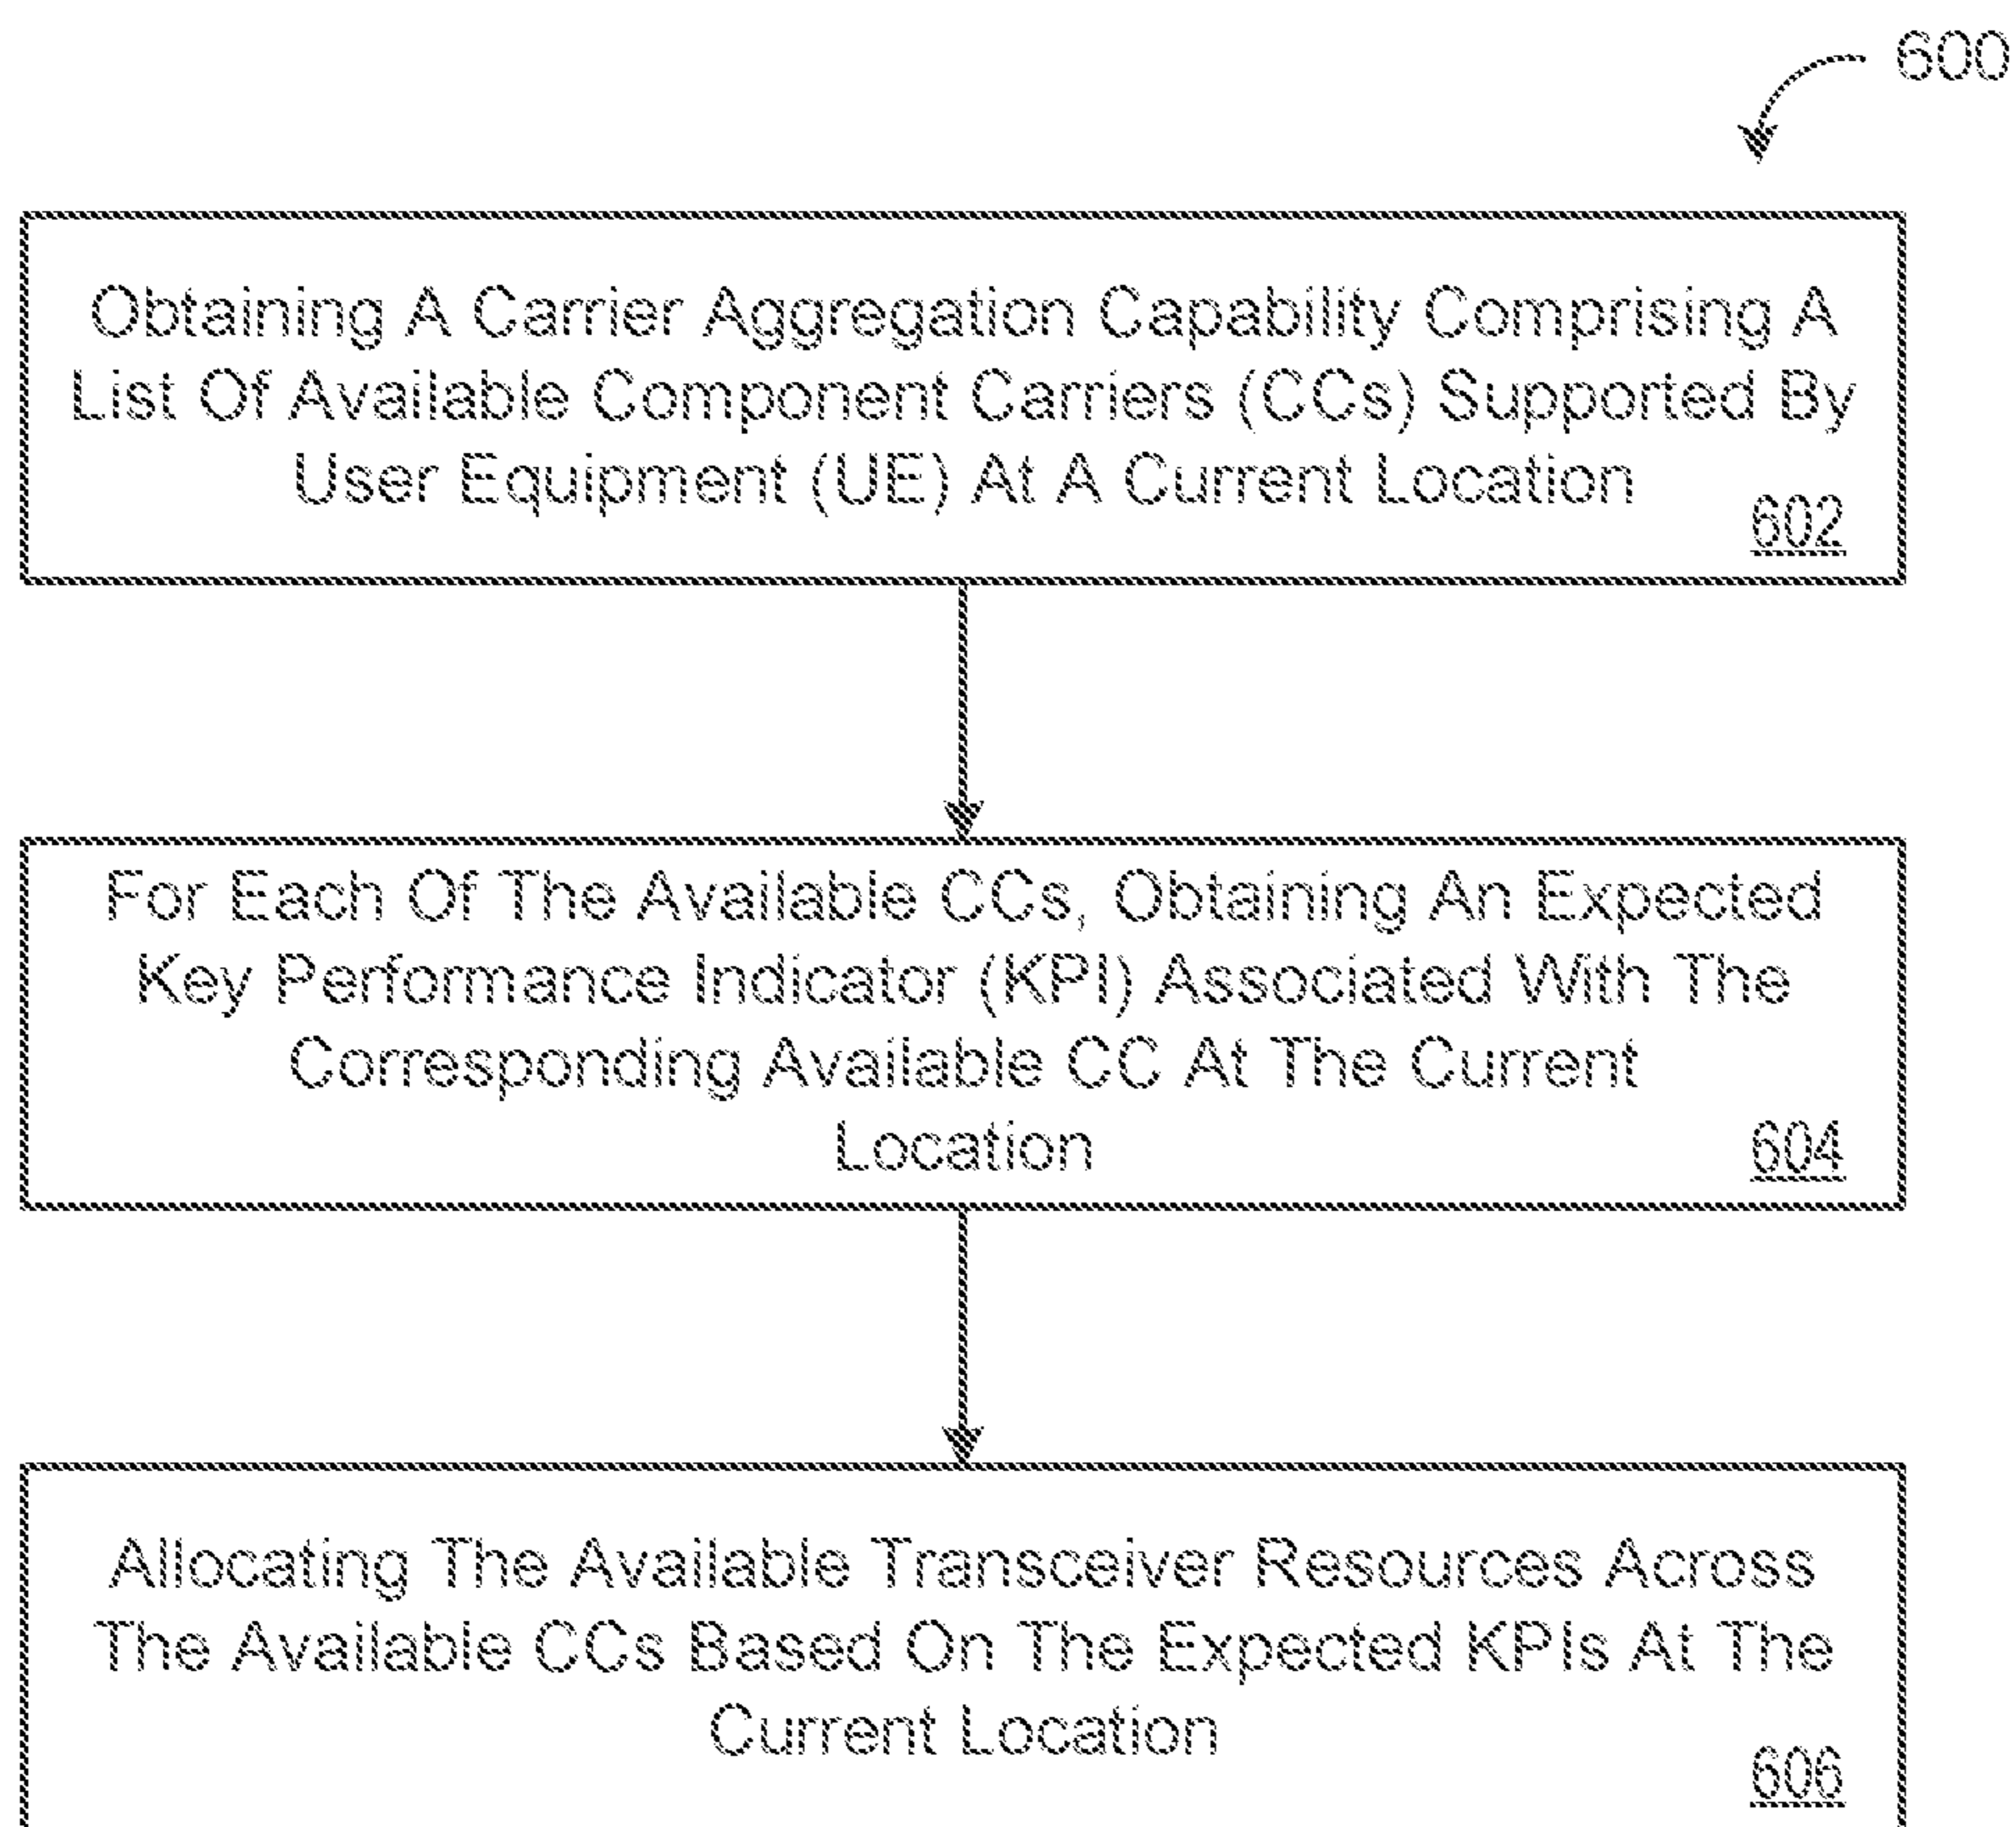 600
Obtaining A Carrier Aggregation Capability Comprising A
List Of Available Component Carriers (CCs) Supported By
User Equipment (UE) At A Current Location
602
For Each Of The Available CCs, Obtaining An Expected
Key Performance Indicator (KPI) Associated With The
Corresponding Available CC At The Current
Location
604
Allocating The Available Transceiver Resources Across
The Available CCs Based On The Expected KPIs At The
Current Location
606